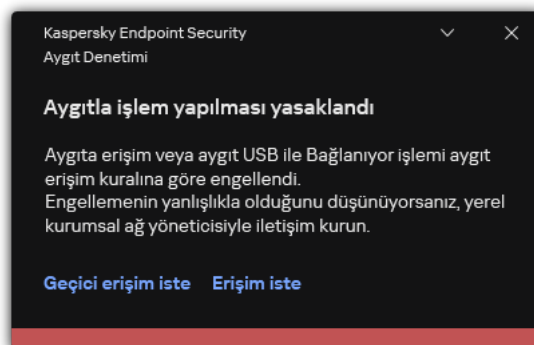 Kaspersky Endpoint Security
Aygıt Denetimi
Aygıtla işlem yapılması yasaklandı
Aygıta erişim veya aygıt USB ile Bağlanıyor işlemi aygıt
erişim kuralına göre engellendi.
Engellemenin yanlışlıkla olduğunu düşünüyorsanız, yerel
kurumsal ağ yöneticisiyle iletişim kurun.
Geçici erişim iste Erişim iste